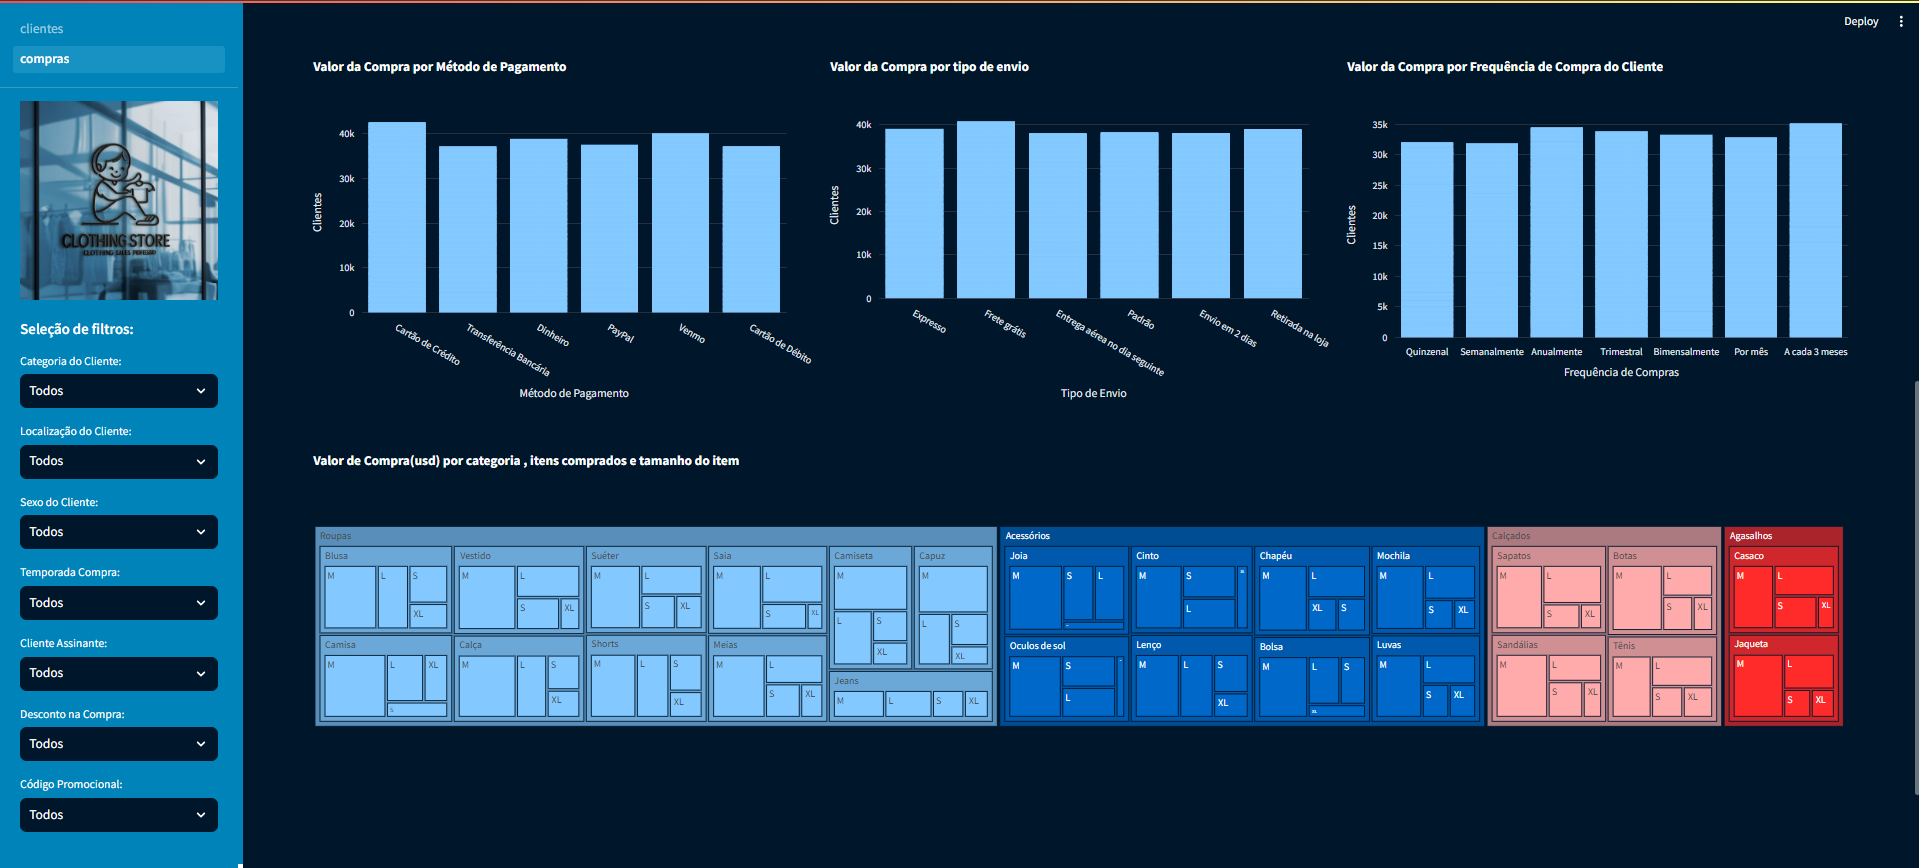 clientes
compras
CLOTHING STORE
CLOTHING SALES
Seleção de filtros:
Categoria do Cliente:
Todos
Localização do Cliente:
Todos
Sexo do Cliente:
Todos
Temporada Compra:
Todos
Cliente Assinante:
Todos
Desconto na Compra:
Todos
Código Promocional:
Todos
Deploy
Valor da Compra por Método de Pagamento
Clientes
40k
30k
20k
10k
0
Cartão de Crédito
Transferência Bancária
Dinheiro
PayPal
Venmo
Cartão de Débito
Método de Pagamento
Valor da Compra por tipo de envio
Clientes
40k
30k
20k
10k
0
Expresso
Frete grátis
Entrega aérea no dia seguinte
Padrão
Envio em 2 dias
Retirada na loja
Tipo de Envio
Valor da Compra por Frequência de Compra do Cliente
Clientes
35k
30k
25k
20k
15k
10k
5k
0
Quinzenal Semanalmente Anualmente Trimestral Bimensalmente Por mês A cada 3 meses
Frequência de Compras
Valor de Compra(usd) por categoria , itens comprados e tamanho do item
Roupas
Blusa
M L S
XL
Vestido
M L
S XL
Suéter
M L
S XL
Saia
M L
S XL
Camiseta
M
L S
XL
Capuz
M
L S
XL
Camisa
M L XL
S
Calça
M L S
XL
Shorts
M L S
XL
Meias
M L
S XL
Jeans
M L S XL
Acessórios
Joia
M S L
Cinto
M S
L
Chapéu
M L
XL S
Mochila
M L
S XL
Oculos de sol
M S
L
Lenço
M L S
XL
Bolsa
M L S
XL
Luvas
M L
S XL
Calçados
Sapatos
M L
S XL
Botas
M L
S XL
Sandálias
M L
S XL
Tênis
M L
S XL
Agasalhos
Casaco
M L
S XL
Jaqueta
M L
S XL